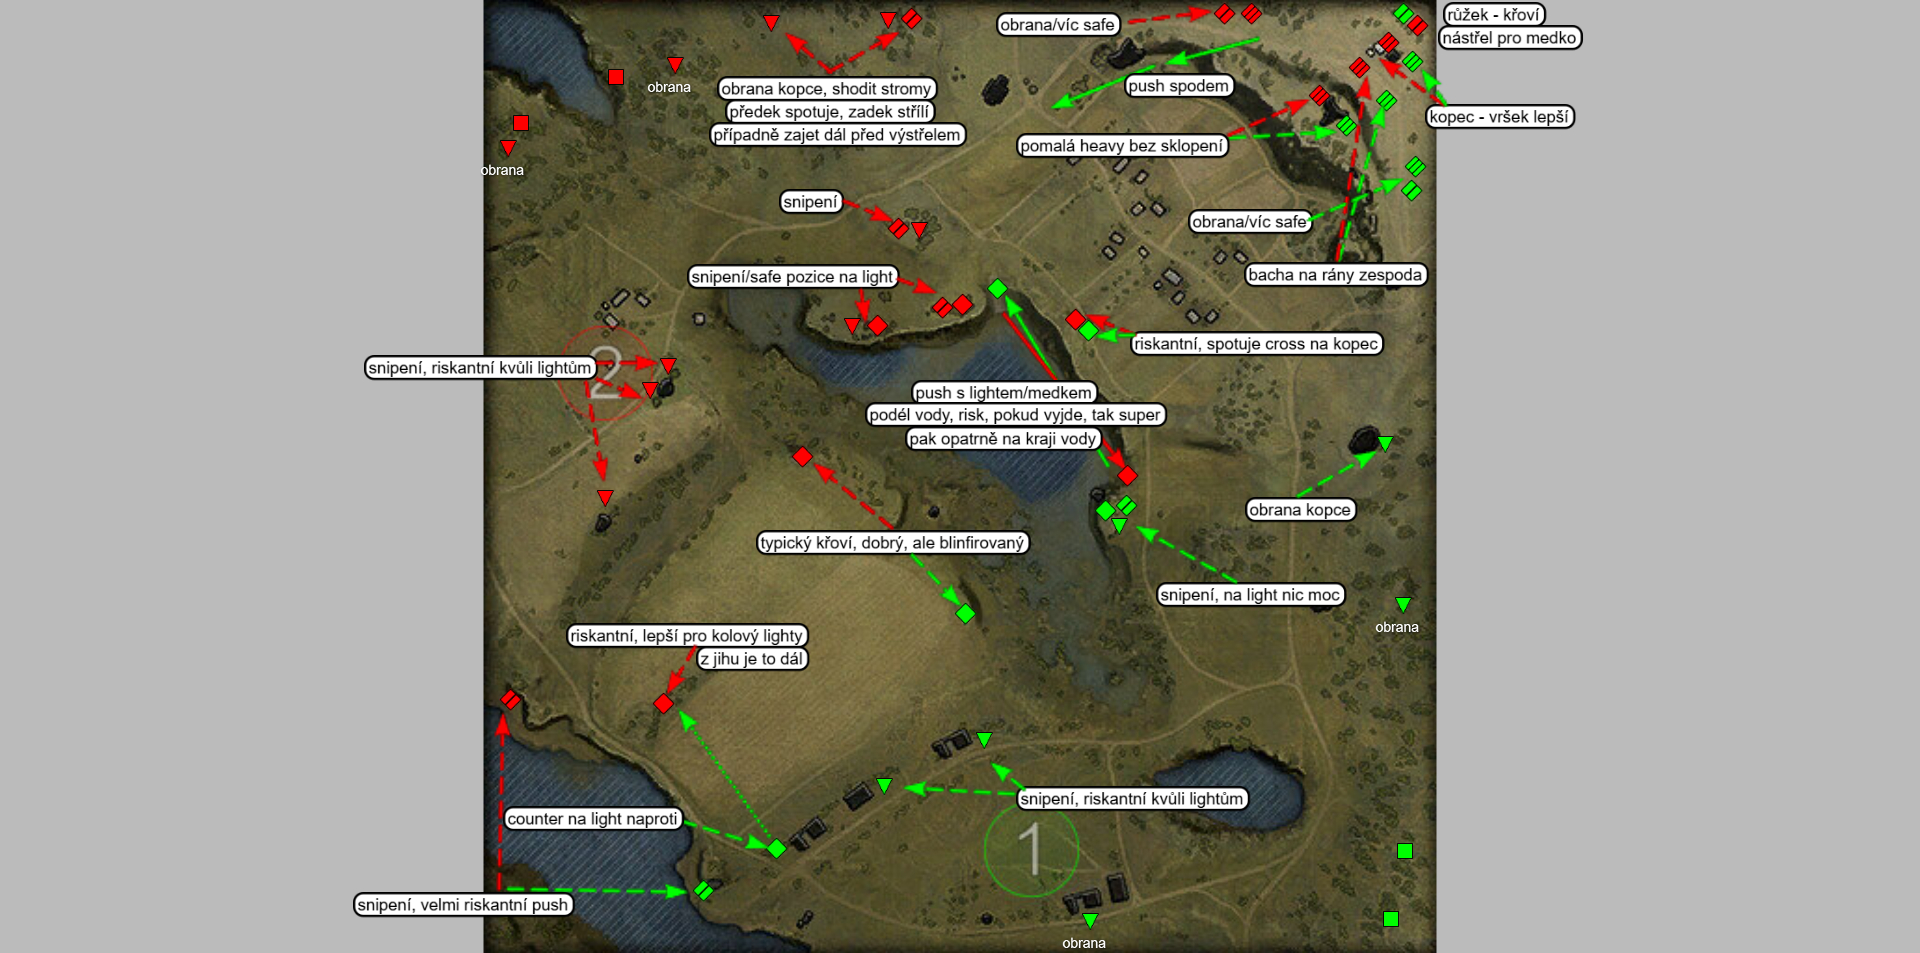 růžek - křoví
nástřel pro medko
obrana/víc safe
obrana
obrana kopce, shodit stromy
předek spotuje, zadek střílí
případně zajet dál před výstřelem
push spodem
kopec - vršek lepší
pomalá heavy bez sklopení
obrana
snipení
obrana/víc safe
bacha na rány zespoda
snipení/safe pozice na light
riskantní, spotuje cross na kopec
snipení, riskantní kvůli lightům
2
push s lightem/medkem
podél vody, risk, pokud vyjde, tak super
pak opatrně na kraji vody
obrana kopce
typický křoví, dobrý, ale blinfirovaný
snipení, na light nic moc
obrana
riskantní, lepší pro kolový lighty
z jihu je to dál
snipení, riskantní kvůli lightům
counter na light naproti
1
snipení, velmi riskantní push
obrana